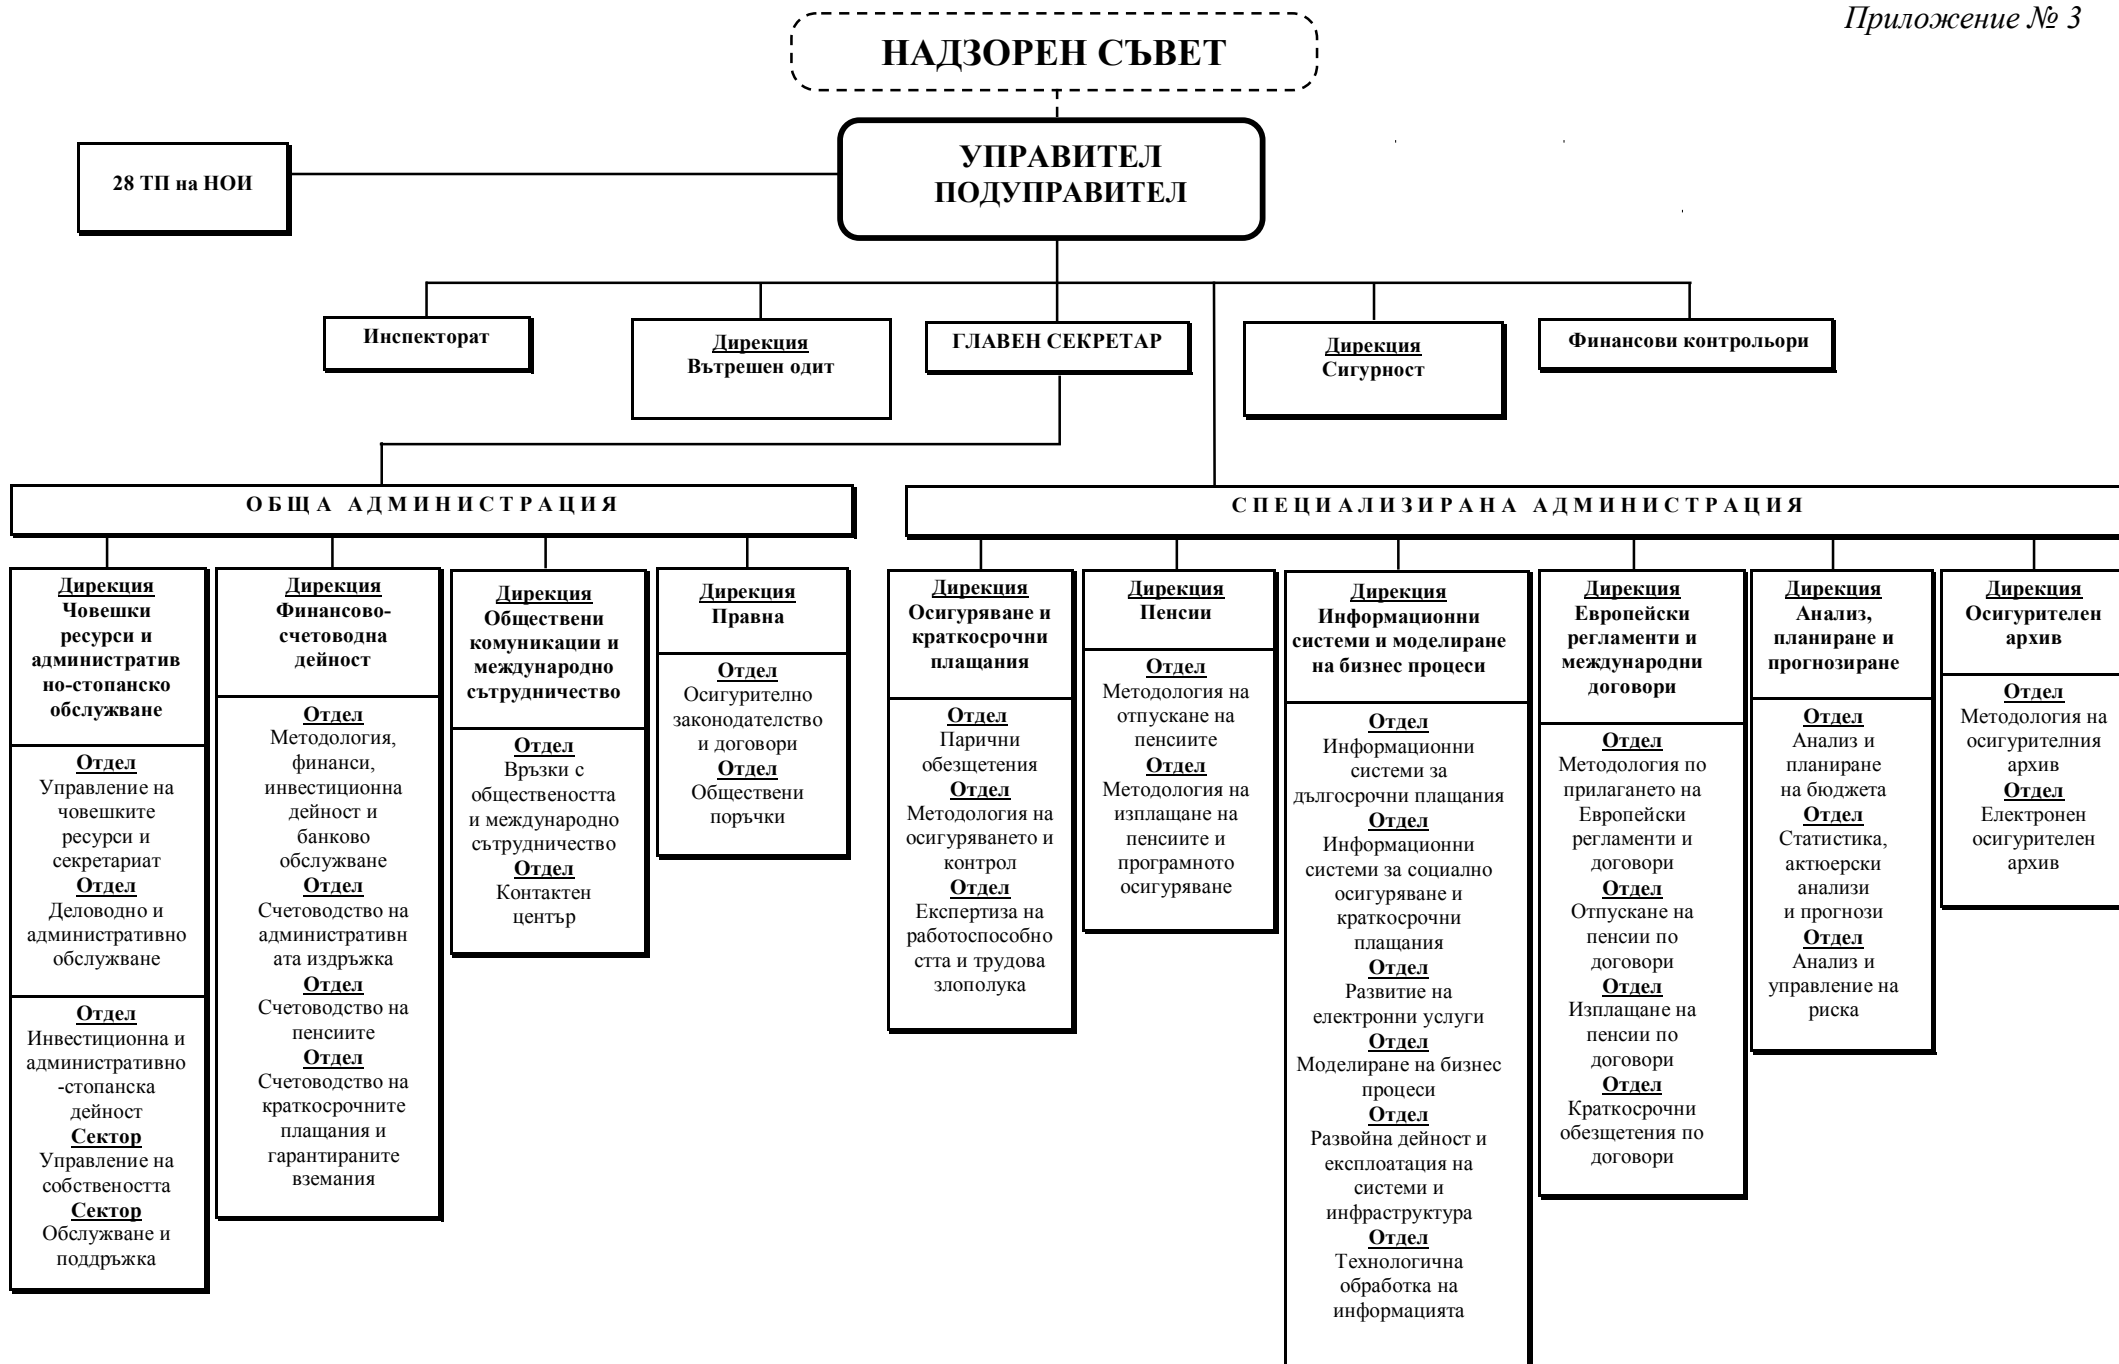 Приложение № 3
НАДЗОРЕН СЪВЕТ
УПРАВИТЕЛ
ПОДУПРАВИТЕЛ
28 ТП на НОИ
Инспекторат
Дирекция
Вътрешен одит
ГЛАВЕН СЕКРЕТАР
Дирекция
Сигурност
Финансови контрольори
ОБЩА АДМИНИСТРАЦИЯ
СПЕЦИАЛИЗИРАНА АДМИНИСТРАЦИЯ
Дирекция
Човешки
ресурси и
административ
но-стопанско
обслужване
Отдел
Управление на
човешките
ресурси и
секретариат
Отдел
Деловодно и
административно
обслужване
Отдел
Инвестиционна и
административно
-стопанска
дейност
Сектор
Управление на
собствеността
Сектор
Обслужване и
поддръжка
Дирекция
Финансово-
счетоводна
дейност
Отдел
Методология,
финанси,
инвестиционна
дейност и
банково
обслужване
Отдел
Счетоводство на
административн
ата издръжка
Отдел
Счетоводство на
пенсиите
Отдел
Счетоводство на
краткосрочните
плащания и
гарантираните
вземания
Дирекция
Обществени
комуникации и
международно
сътрудничество
Отдел
Връзки с
обществеността
и международно
сътрудничество
Отдел
Контактен
център
Дирекция
Правна
Отдел
Осигурително
законодателство
и договори
Отдел
Обществени
поръчки
Дирекция
Осигуряване и
краткосрочни
плащания
Отдел
Парични
обезщетения
Отдел
Методология на
осигуряването и
контрол
Отдел
Експертиза на
работоспособно
стта и трудова
злополука
Дирекция
Пенсии
Отдел
Методология на
отпускане на
пенсиите
Отдел
Методология на
изплащане на
пенсиите и
програмното
осигуряване
Дирекция
Информационни
системи и моделиране
на бизнес процеси
Отдел
Информационни
системи за
дългосрочни плащания
Отдел
Информационни
системи за социално
осигуряване и
краткосрочни
плащания
Отдел
Развитие на
електронни услуги
Отдел
Моделиране на бизнес
процеси
Отдел
Развойна дейност и
експлоатация на
системи и
инфраструктура
Отдел
Технологична
обработка на
информацията
Дирекция
Европейски
регламенти и
международни
договори
Отдел
Методология по
прилагането на
Европейски
регламенти и
договори
Отдел
Отпускане на
пенсии по
договори
Отдел
Изплащане на
пенсии по
договори
Отдел
Краткосрочни
обезщетения по
договори
Дирекция
Анализ,
планиране и
прогнозиране
Отдел
Анализ и
планиране
на бюджета
Отдел
Статистика,
актюерски
анализи
и прогнози
Отдел
Анализ и
управление на
риска
Дирекция
Осигурителен
архив
Отдел
Методология на
осигурителния
архив
Отдел
Електронен
осигурителен
архив